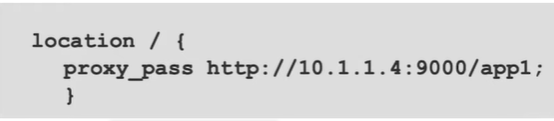 location / {
proxy_pass http://10.1.1.4:9000/app1;
}